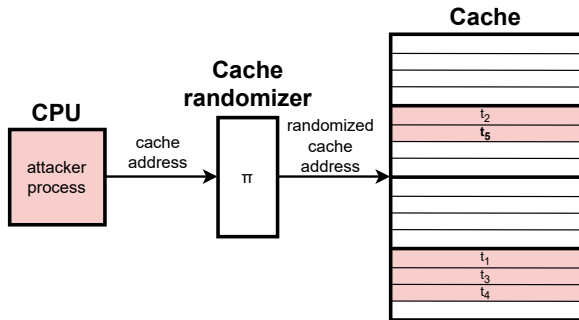 Cache
Cache
randomizer
CPU
attacker
process
cache
address
π
randomized
cache
address
t₂
t₅
t₁
t₃
t₄